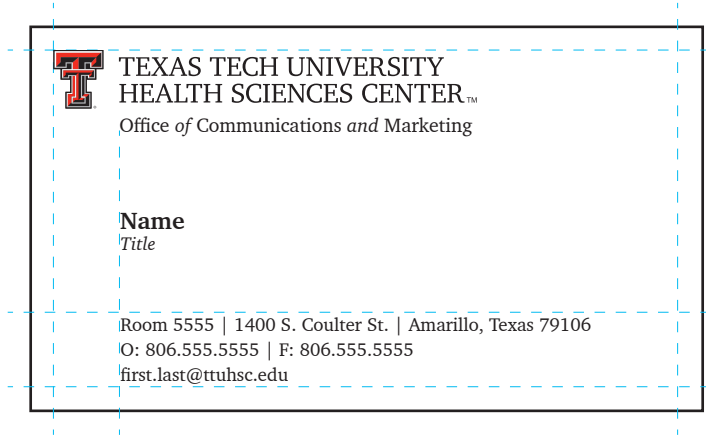 TEXAS TECH UNIVERSITY
HEALTH SCIENCES CENTER™
Office of Communications and Marketing
Name
Title
Room 5555 | 1400 S. Coulter St. | Amarillo, Texas 79106
O: 806.555.5555 | F: 806.555.5555
first.last@ttuhsc.edu